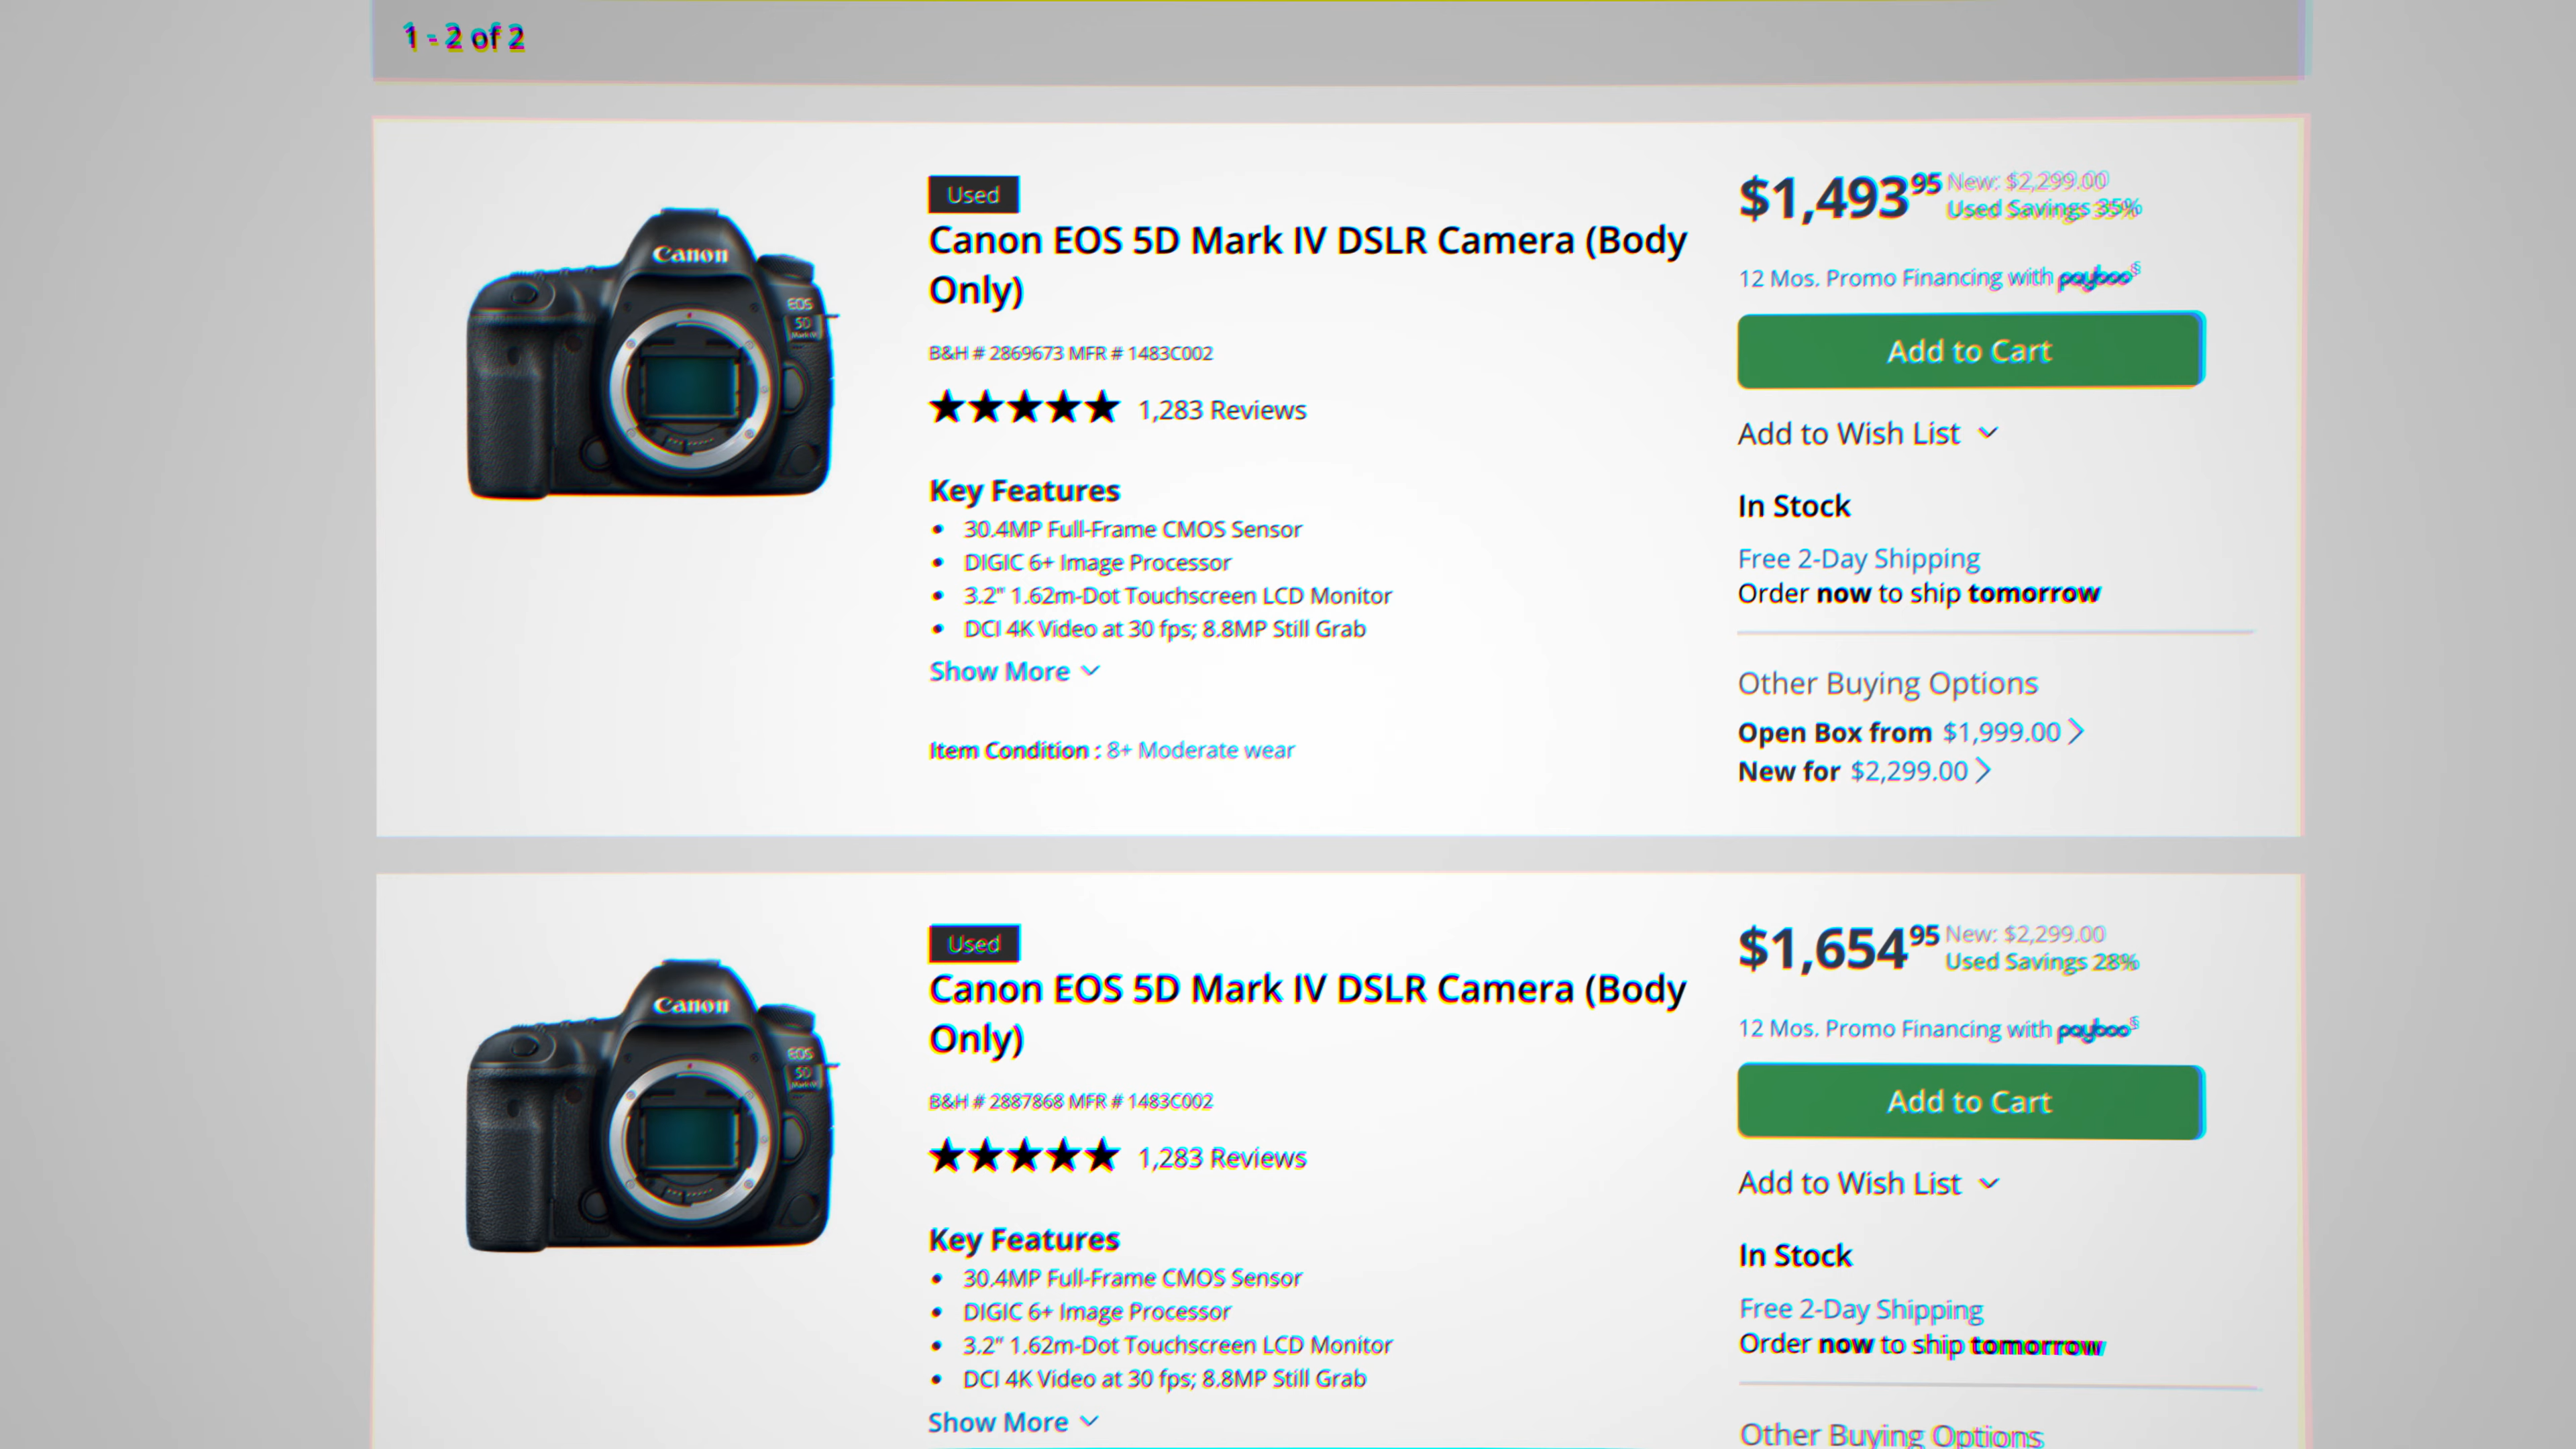 1 - 2 of 2
Canon
EOS
5D
Mark IV
Used
Canon EOS 5D Mark IV DSLR Camera (Body
Only)
B&H # 2869673 MFR # 1483C002
1,283 Reviews
Key Features
• 30.4MP Full-Frame CMOS Sensor
• DIGIC 6+ Image Processor
• 3.2" 1.62m-Dot Touchscreen LCD Monitor
• DCI 4K Video at 30 fps; 8.8MP Still Grab
Show More
Item Condition : 8+ Moderate wear
$1,493 95 New: $2,299.00
Used Savings 35%
12 Mos. Promo Financing with payboo§
Add to Cart
Add to Wish List
In Stock
Free 2-Day Shipping
Order now to ship tomorrow
Other Buying Options
Open Box from $1,999.00
New for $2,299.00
Canon
EOS
5D
Mark IV
Used
Canon EOS 5D Mark IV DSLR Camera (Body
Only)
B&H # 2887868 MFR # 1483C002
1,283 Reviews
Key Features
• 30.4MP Full-Frame CMOS Sensor
• DIGIC 6+ Image Processor
• 3.2" 1.62m-Dot Touchscreen LCD Monitor
• DCI 4K Video at 30 fps; 8.8MP Still Grab
Show More
$1,654 95 New: $2,299.00
Used Savings 28%
12 Mos. Promo Financing with payboo§
Add to Cart
Add to Wish List
In Stock
Free 2-Day Shipping
Order now to ship tomorrow
Other Buying Options